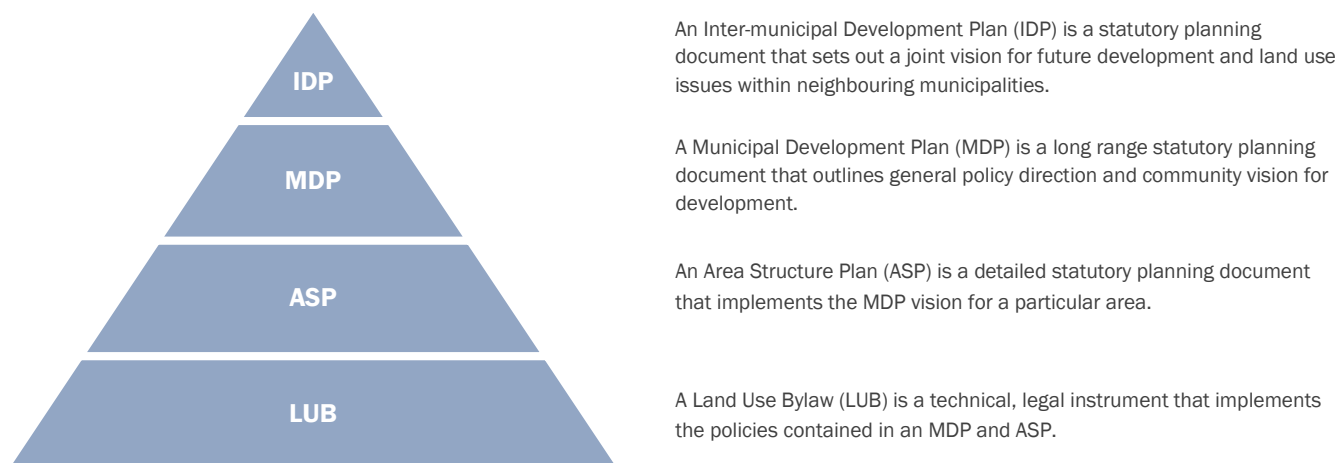 IDP
An Inter-municipal Development Plan (IDP) is a statutory planning
document that sets out a joint vision for future development and land use
issues within neighbouring municipalities.
MDP
A Municipal Development Plan (MDP) is a long range statutory planning
document that outlines general policy direction and community vision for
development.
ASP
An Area Structure Plan (ASP) is a detailed statutory planning document
that implements the MDP vision for a particular area.
LUB
A Land Use Bylaw (LUB) is a technical, legal instrument that implements
the policies contained in an MDP and ASP.